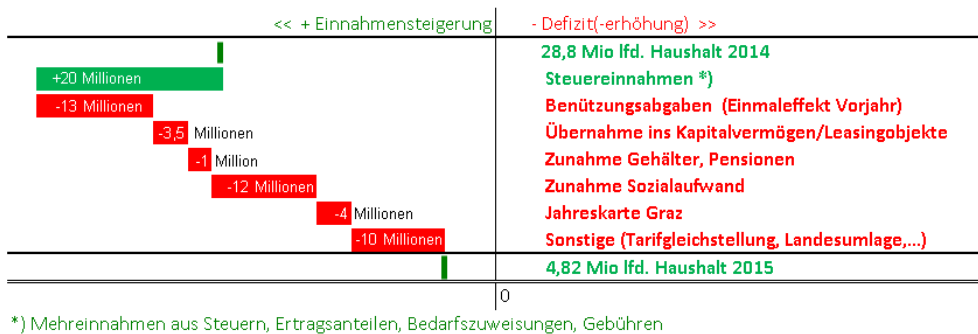 << + Einnahmensteigerung - Defizit(-erhöhung) >>
28,8 Mio lfd. Haushalt 2014
+20 Millionen Steuereinnahmen *)
-13 Millionen Benützungsabgaben (Einmaleffekt Vorjahr)
-3,5 Millionen Übernahme ins Kapitalvermögen/Leasingobjekte
-1 Million Zunahme Gehälter, Pensionen
-12 Millionen Zunahme Sozialaufwand
-4 Millionen Jahreskarte Graz
-10 Millionen Sonstige (Tarifgleichstellung, Landesumlage,...)
4,82 Mio lfd. Haushalt 2015
0
*) Mehreinnahmen aus Steuern, Ertragsanteilen, Bedarfszuweisungen, Gebühren